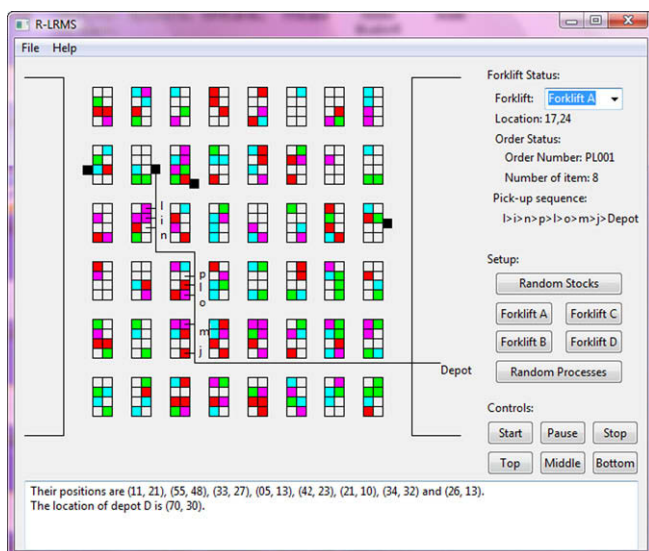 R-LRMS
File Help
Forklift Status:
Forklift: Forklift A
Location: 17,24
Order Status:
Order Number: PL001
Number of item: 8
Pick-up sequence:
l>i>n>p>l>o>m>j>Depot
Setup:
Random Stocks
Forklift A Forklift C
Forklift B Forklift D
Random Processes
Controls:
Start Pause Stop
Top Middle Bottom
l
i
n
p
l
o
m
j
Depot
Their positions are (11, 21), (55, 48), (33, 27), (05, 13), (42, 23), (21, 10), (34, 32) and (26, 13).
The location of depot D is (70, 30).